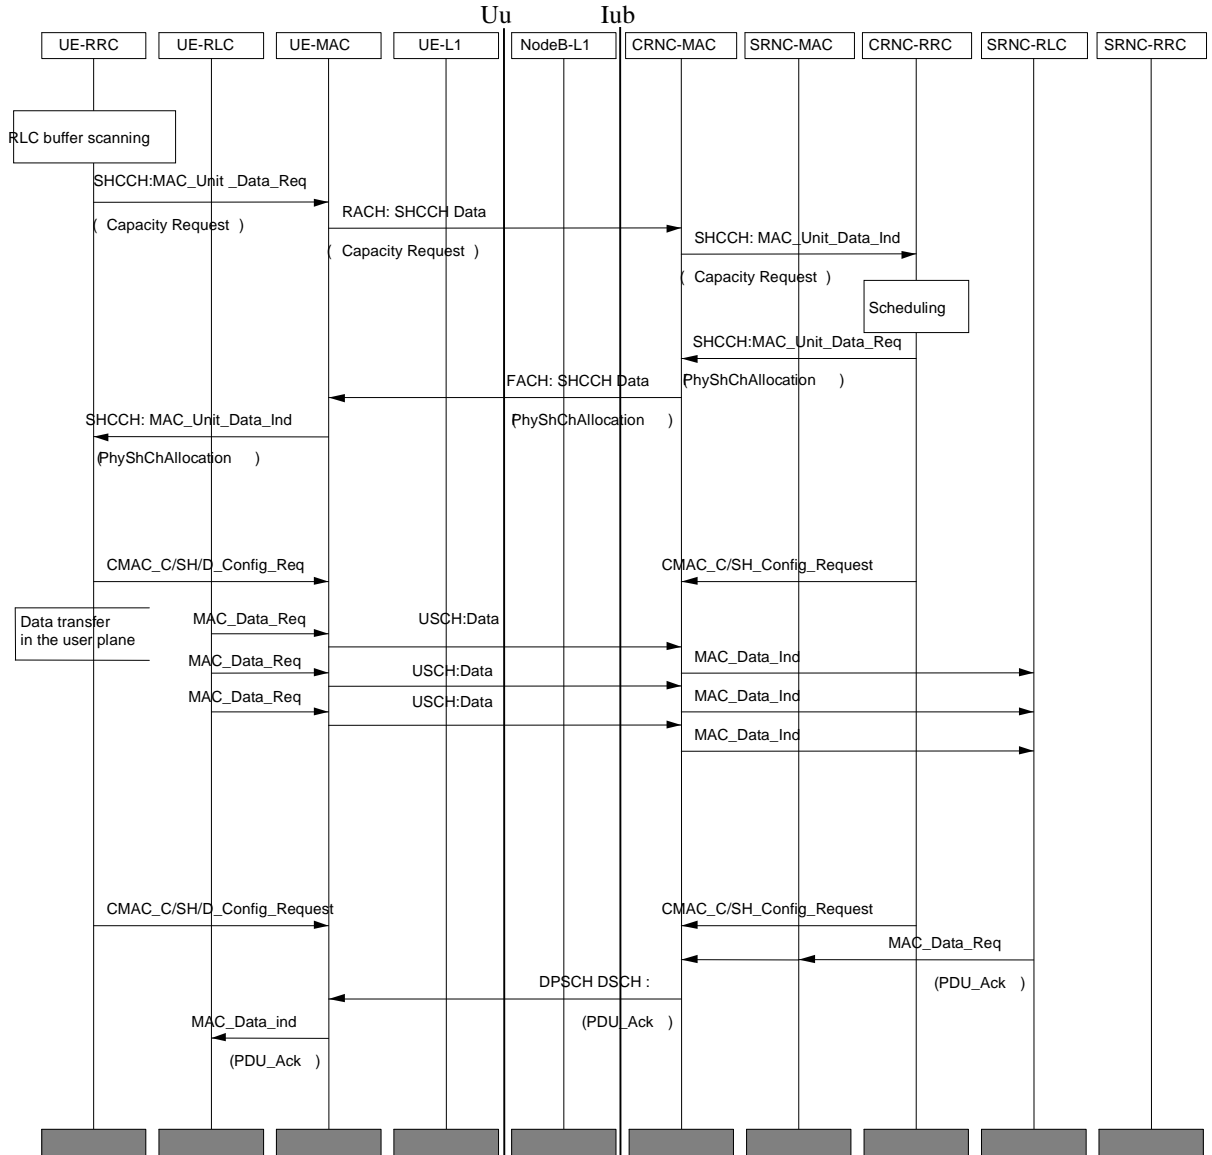 Uu Iub
UE-RRC UE-RLC UE-MAC UE-L1 NodeB-L1 CRNC-MAC SRNC-MAC CRNC-RRC SRNC-RLC SRNC-RRC
RLC buffer scanning
SHCCH:MAC_Unit _Data_Req
( Capacity Request )
RACH: SHCCH Data
( Capacity Request )
SHCCH: MAC_Unit_Data_Ind
( Capacity Request )
Scheduling
SHCCH:MAC_Unit_Data_Req
(PhyShChAllocation )
FACH: SHCCH Data
(PhyShChAllocation )
SHCCH: MAC_Unit_Data_Ind
(PhyShChAllocation )
CMAC_C/SH/D_Config_Req CMAC_C/SH_Config_Request
Data transfer
in the user plane
MAC_Data_Req USCH:Data
MAC_Data_Req USCH:Data MAC_Data_Ind
MAC_Data_Req USCH:Data MAC_Data_Ind
MAC_Data_Ind
CMAC_C/SH/D_Config_Request CMAC_C/SH_Config_Request
MAC_Data_Req
(PDU_Ack )
DPSCH DSCH :
(PDU_Ack )
MAC_Data_ind
(PDU_Ack )